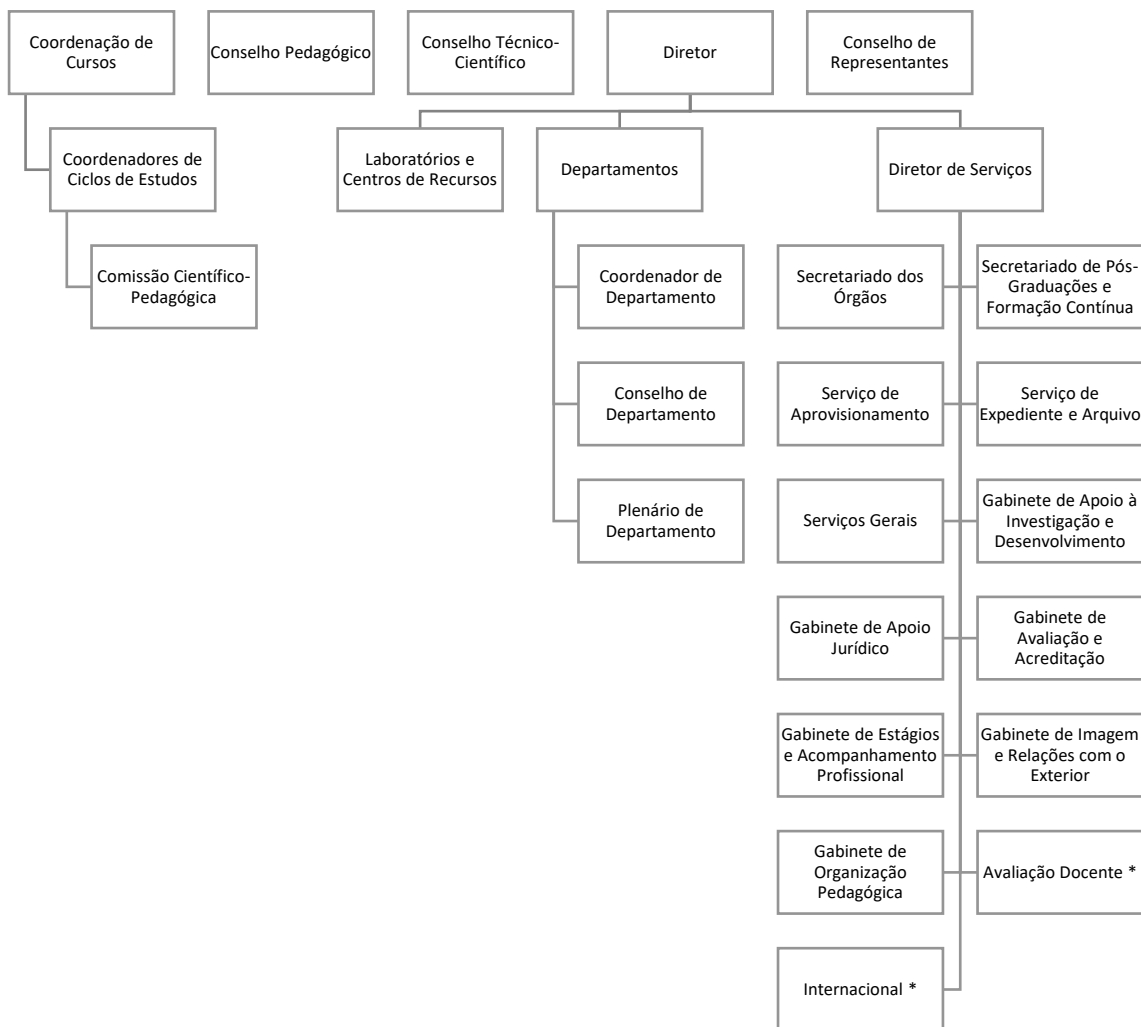 Coordenação de
Cursos
Conselho Pedagógico
Conselho Técnico-
Científico
Diretor
Conselho de
Representantes
Coordenadores de
Ciclos de Estudos
Laboratórios e
Centros de Recursos
Departamentos
Diretor de Serviços
Comissão Científico-
Pedagógica
Coordenador de
Departamento
Secretariado dos
Órgãos
Secretariado de Pós-
Graduações e
Formação Contínua
Conselho de
Departamento
Serviço de
Aprovisionamento
Serviço de
Expediente e Arquivo
Plenário de
Departamento
Serviços Gerais
Gabinete de Apoio à
Investigação e
Desenvolvimento
Gabinete de Apoio
Jurídico
Gabinete de
Avaliação e
Acreditação
Gabinete de Estágios
e Acompanhamento
Profissional
Gabinete de Imagem
e Relações com o
Exterior
Gabinete de
Organização
Pedagógica
Avaliação Docente *
Internacional *